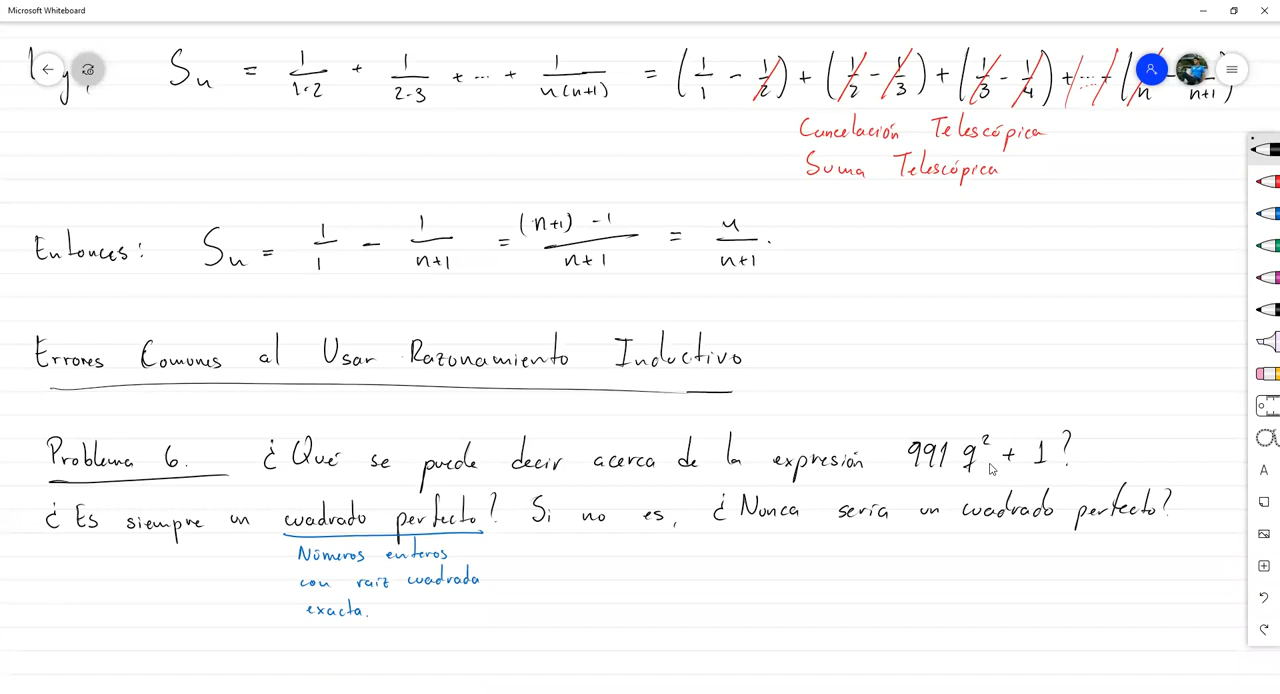 Microsoft Whiteboard
Luego, Sn = 1/1·2 + 1/2·3 + ... + 1/n(n+1) = (1/1 - 1/2) + (1/2 - 1/3) + (1/3 - 1/4) + ... + (1/n - 1/n+1)
Cancelación Telescópica
Suma Telescópica
Entonces: Sn = 1/1 - 1/n+1 = (n+1) -1/n+1 = n/n+1.
Errores Comunes al Usar Razonamiento Inductivo
Problema 6. ¿Qué se puede decir acerca de la expresión 991 q² + 1?
¿Es siempre un cuadrado perfecto? Si no es, ¿Nunca sería un cuadrado perfecto?
Números enteros
con raiz cuadrada
exacta.
A